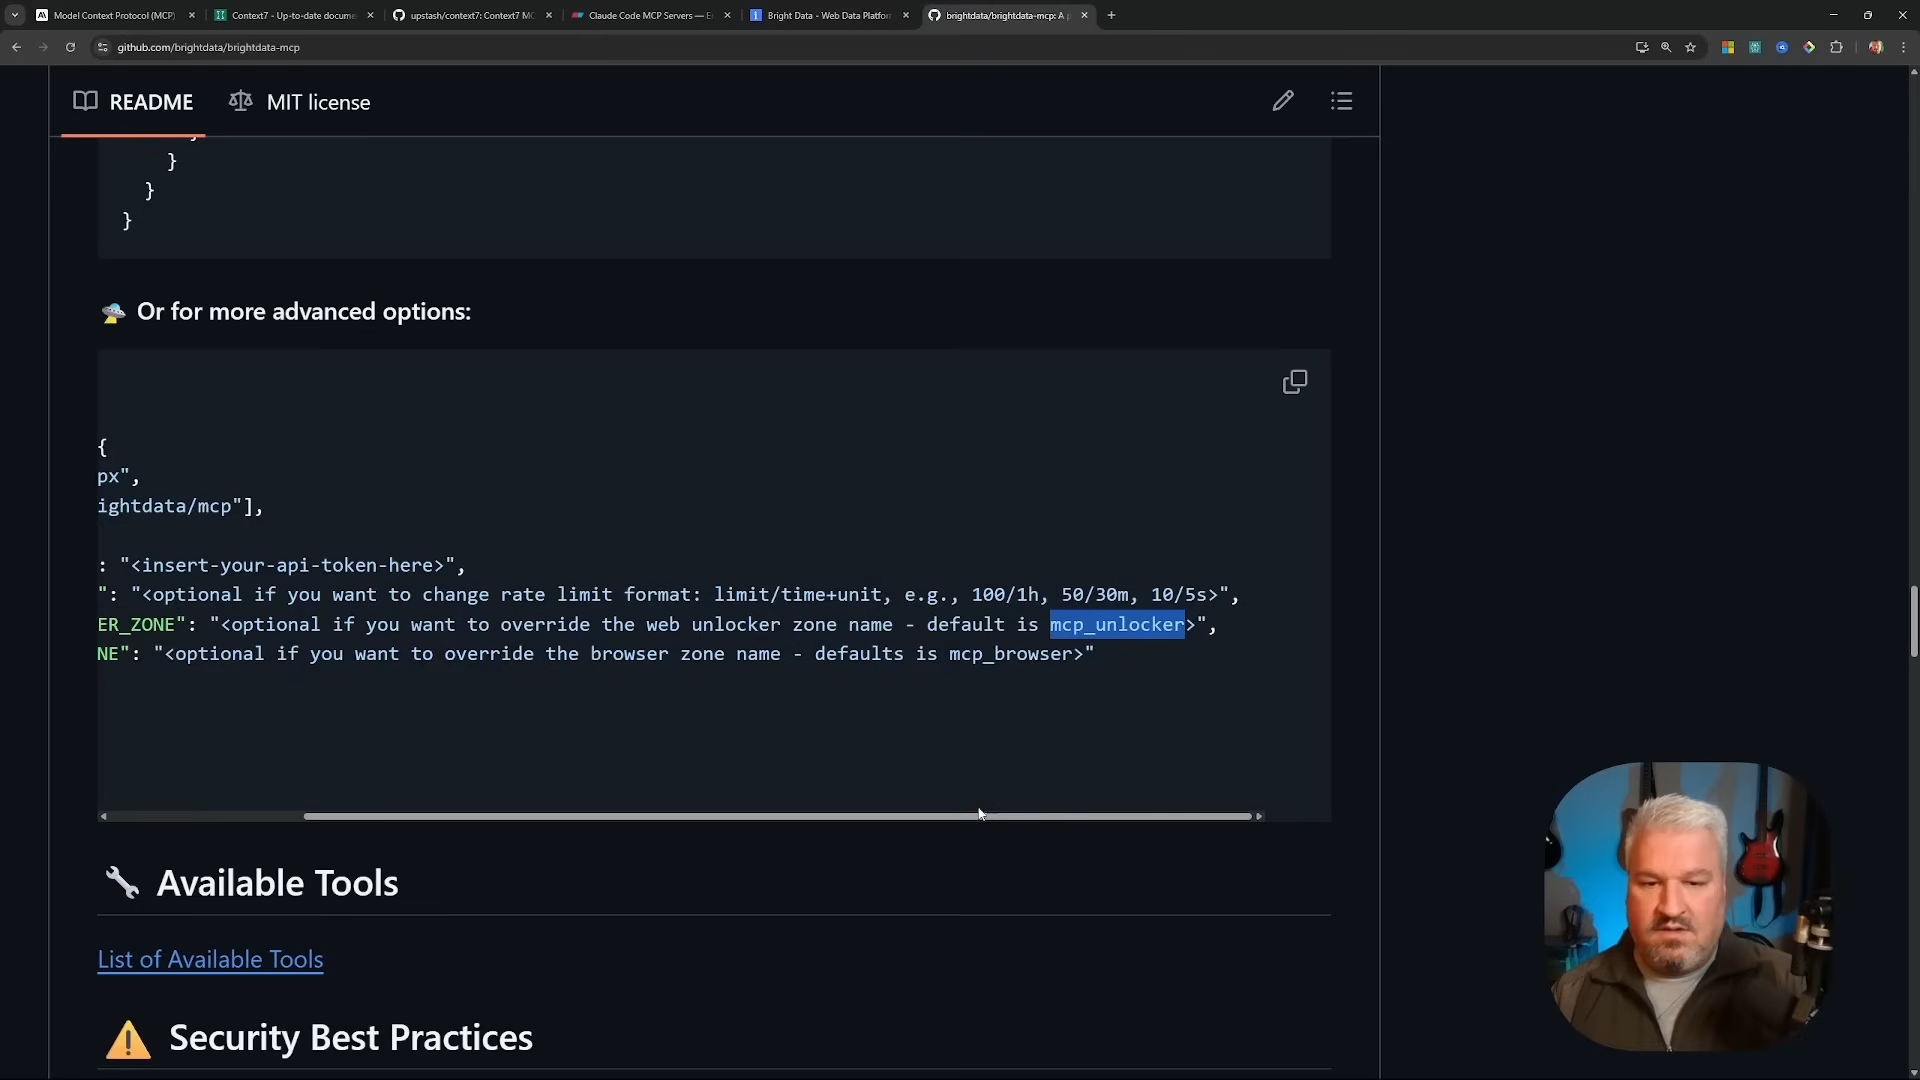 Model Context Protocol (MCP)
Context7 - Up-to-date docume
upstash/context7: Context7 MC
Claude Code MCP Servers — E
Bright Data - Web Data Platfor
brightdata/brightdata-mcp: A p
github.com/brightdata/brightdata-mcp
README
MIT license
}
}
}
Or for more advanced options:
{
px",
ightdata/mcp"],
: "<insert-your-api-token-here>",
": "<optional if you want to change rate limit format: limit/time+unit, e.g., 100/1h, 50/30m, 10/5s>",
ER_ZONE": "<optional if you want to override the web unlocker zone name - default is mcp_unlocker>",
NE": "<optional if you want to override the browser zone name - defaults is mcp_browser>"
Available Tools
List of Available Tools
Security Best Practices